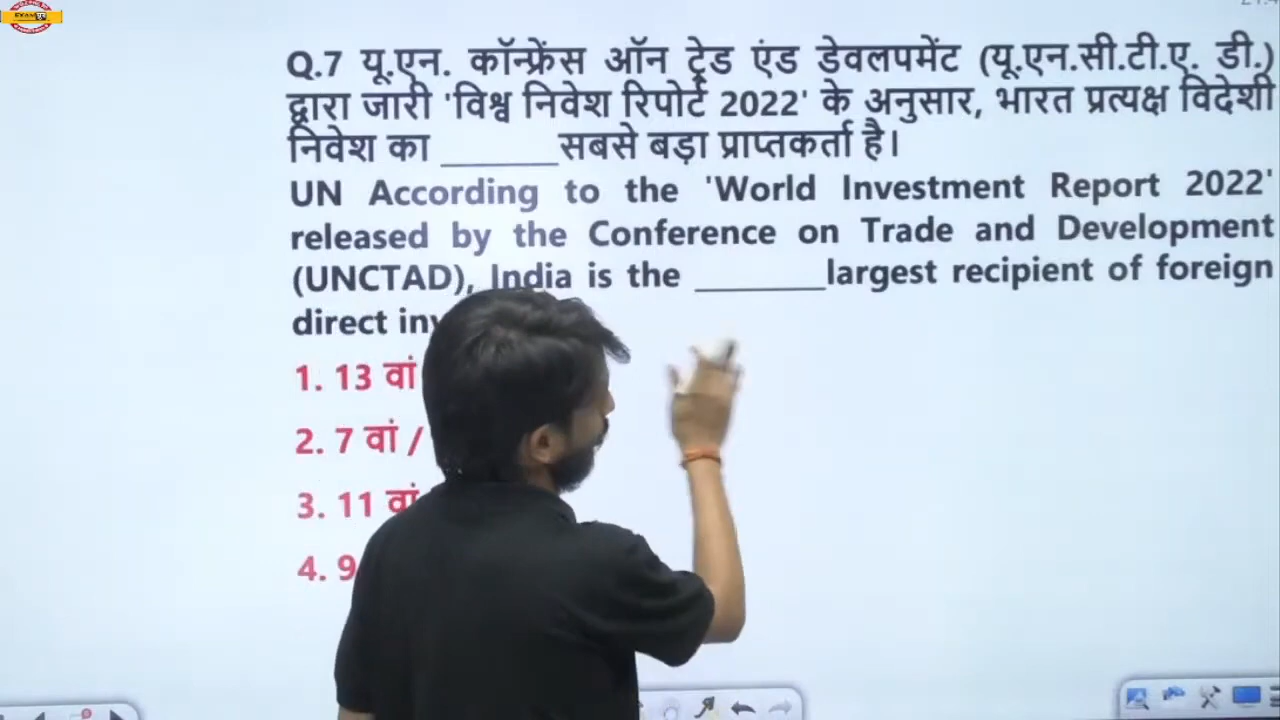 Q.7 यू.एन. कॉन्फ्रेंस ऑन ट्रेड एंड डेवलपमेंट (यू.एन.सी.टी.ए. डी.)
द्वारा जारी 'विश्व निवेश रिपोर्ट 2022' के अनुसार, भारत प्रत्यक्ष विदेशी
निवेश का ______ सबसे बड़ा प्राप्तकर्ता है।
UN According to the 'World Investment Report 2022'
released by the Conference on Trade and Development
(UNCTAD), India is the _______largest recipient of foreign
direct inv
1. 13 वां
2. 7 वां /
3. 11 वां
4. 9